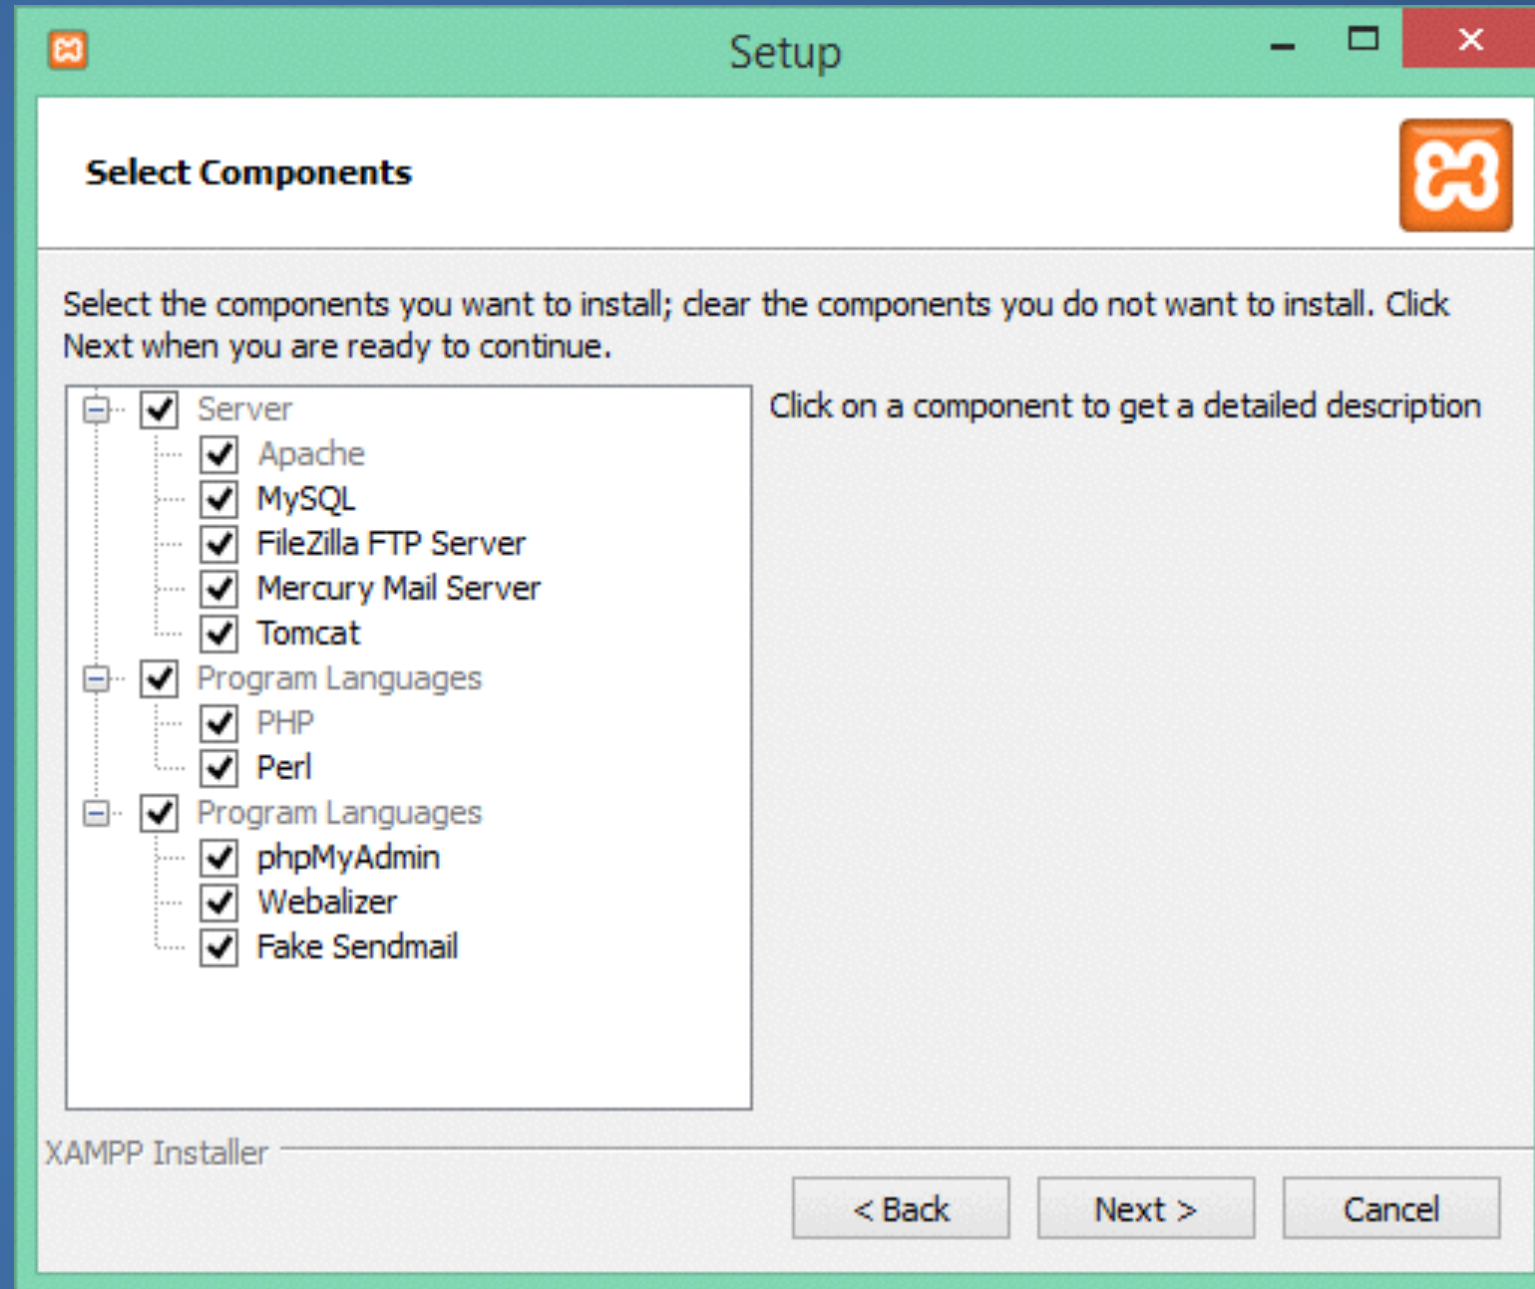 Setup
Select Components
Select the components you want to install; clear the components you do not want to install. Click
Next when you are ready to continue.
Server
Apache
MySQL
FileZilla FTP Server
Mercury Mail Server
Tomcat
Program Languages
PHP
Perl
Program Languages
phpMyAdmin
Webalizer
Fake Sendmail
Click on a component to get a detailed description
XAMPP Installer
< Back
Next >
Cancel